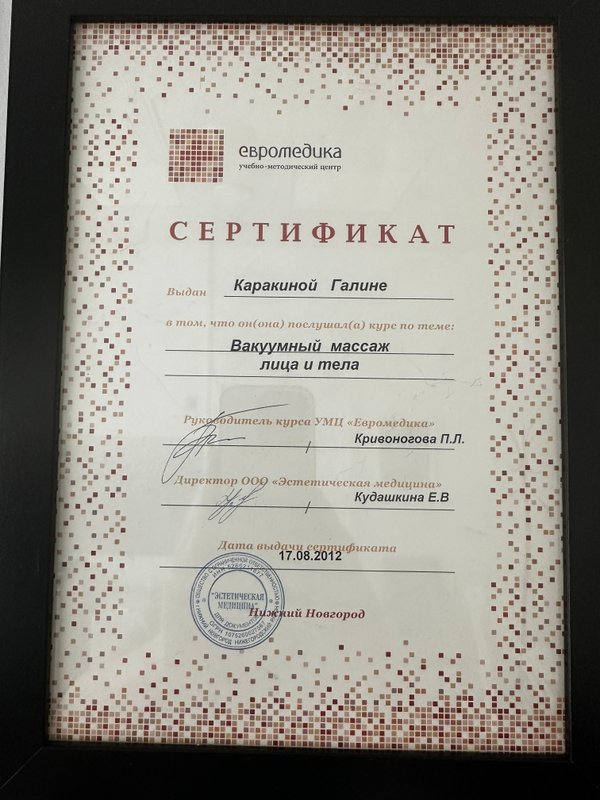 евромедика
учебно-методический центр
СЕРТИФИКАТ
Выдан Каракиной Галине
в том, что он(она) послушал(а) курс по теме:
Вакуумный массаж
лица и тела
Руководитель курса УМЦ «Евромедика»
/ Кривоногова П.Л.
Директор ООО «Эстетическая медицина»
/ Кудашкина Е.В
Дата выдачи сертификата
17.08.2012
"ЭСТЕТИЧЕСКАЯ
МЕДИЦИНА"
ДЛЯ ДОКУМЕНТОВ
Нижний Новгород